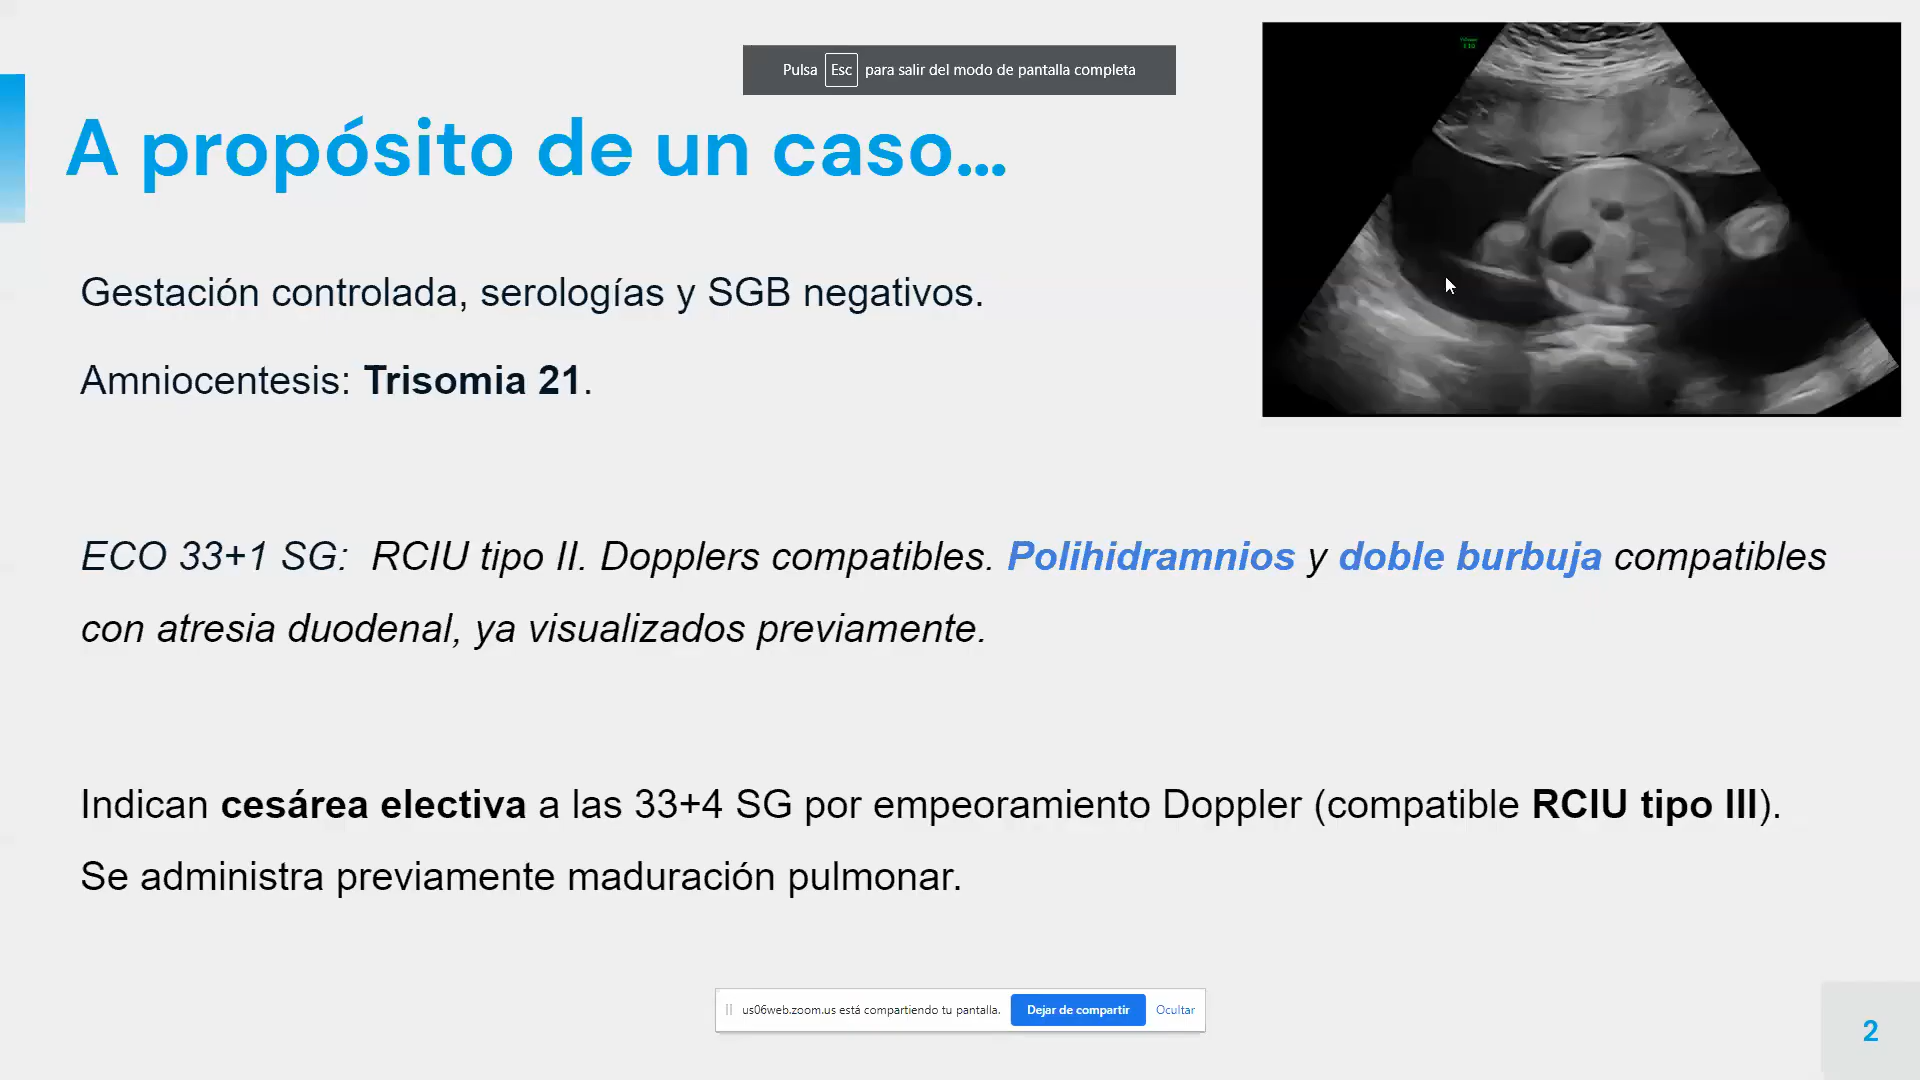 Pulsa Esc para salir del modo de pantalla completa
A propósito de un caso...
Gestación controlada, serologías y SGB negativos.
Amniocentesis: Trisomia 21.
ECO 33+1 SG: RCIU tipo II. Dopplers compatibles. Polihidramnios y doble burbuja compatibles
con atresia duodenal, ya visualizados previamente.
Indican cesárea electiva a las 33+4 SG por empeoramiento Doppler (compatible RCIU tipo III).
Se administra previamente maduración pulmonar.
us06web.zoom.us está compartiendo tu pantalla. Dejar de compartir Ocultar
2